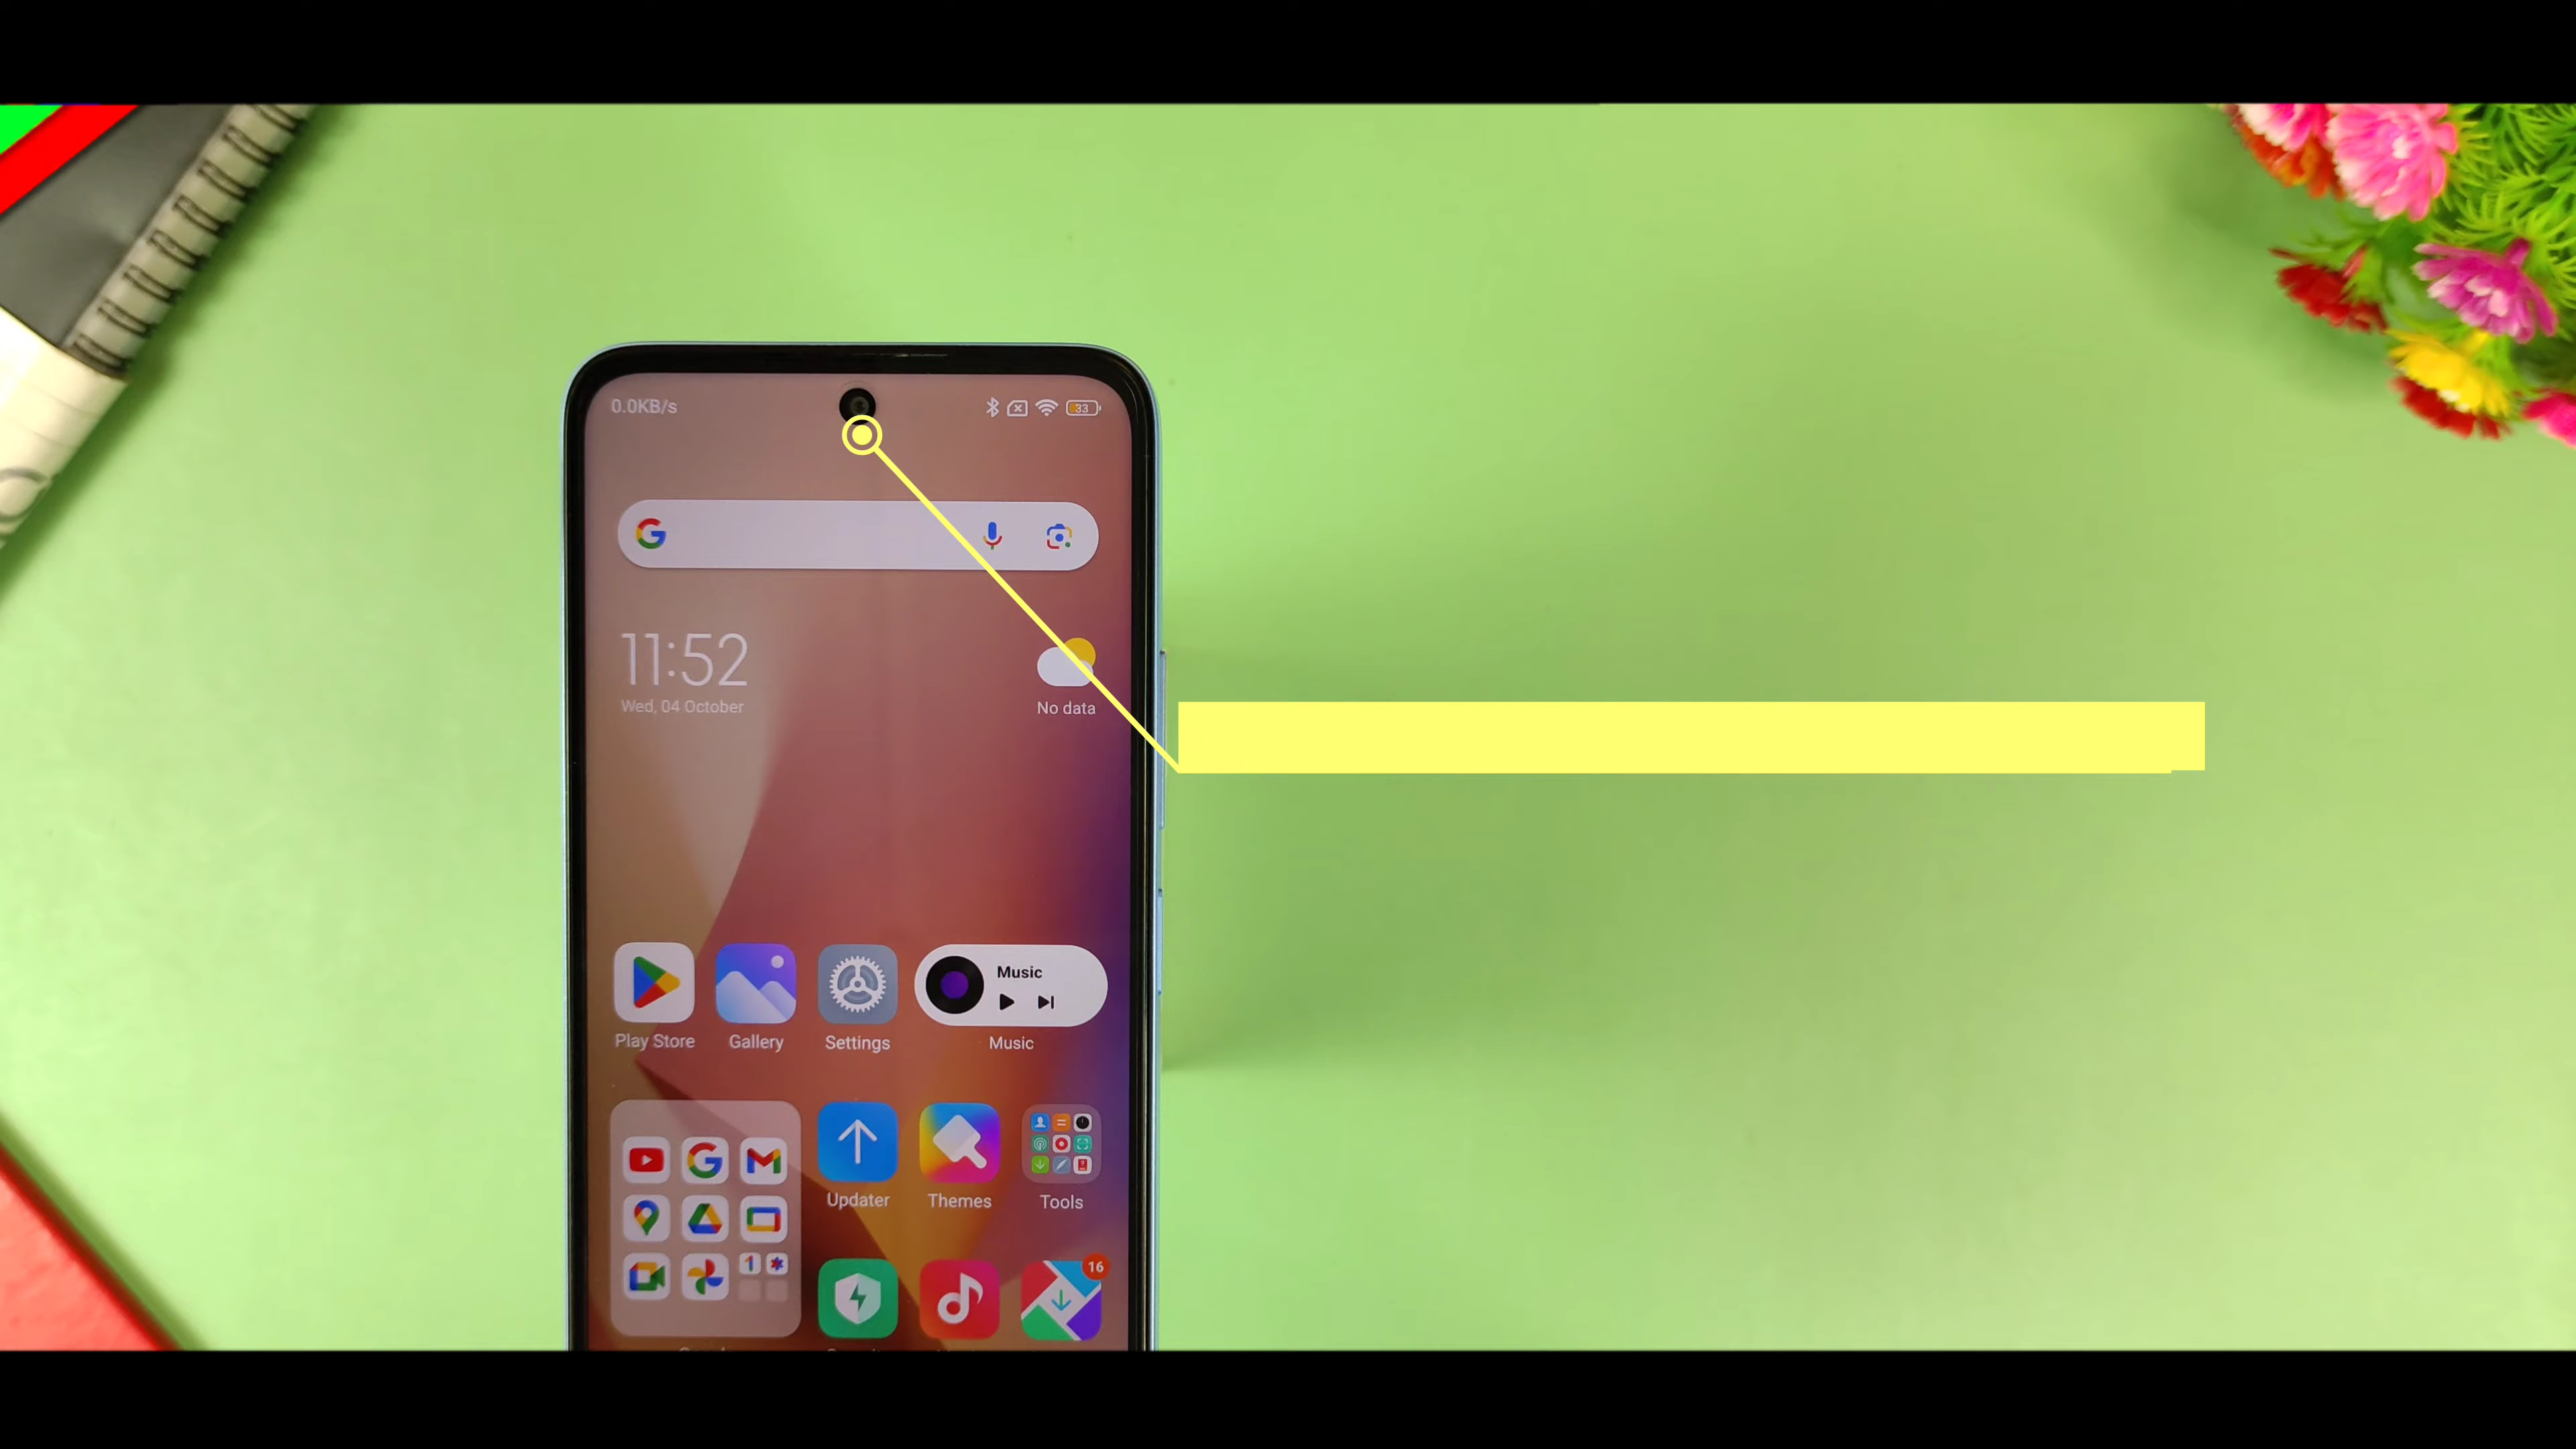 0.0KB/s
33
11:52
Wed, 04 October
No data
Music
Play Store
Gallery
Settings
Music
Updater
Themes
Tools
1
16